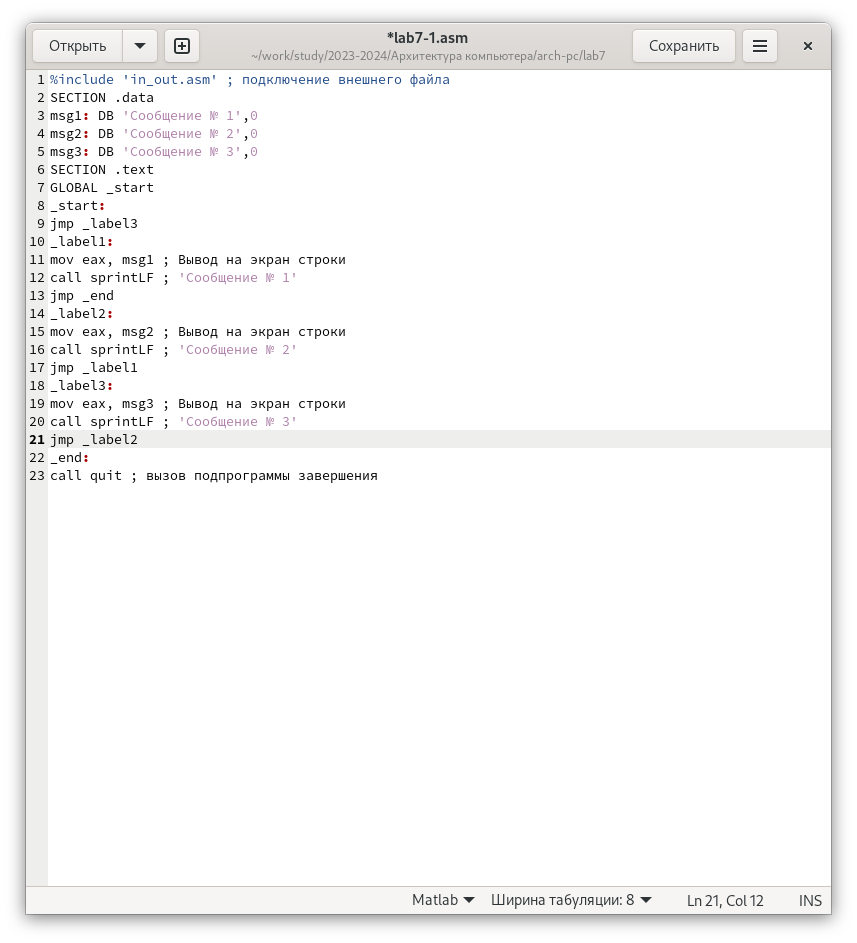 Открыть
*lab7-1.asm
~/work/study/2023-2024/Архитектура компьютера/arch-pc/lab7
Сохранить
1 %include 'in_out.asm' ; подключение внешнего файла
2 SECTION .data
3 msg1: DB 'Сообщение № 1',0
4 msg2: DB 'Сообщение № 2',0
5 msg3: DB 'Сообщение № 3',0
6 SECTION .text
7 GLOBAL _start
8 _start:
9 jmp _label3
10 _label1:
11 mov eax, msg1 ; Вывод на экран строки
12 call sprintLF ; 'Сообщение № 1'
13 jmp _end
14 _label2:
15 mov eax, msg2 ; Вывод на экран строки
16 call sprintLF ; 'Сообщение № 2'
17 jmp _label1
18 _label3:
19 mov eax, msg3 ; Вывод на экран строки
20 call sprintLF ; 'Сообщение № 3'
21 jmp _label2
22 _end:
23 call quit ; вызов подпрограммы завершения
Matlab Ширина табуляции: 8 Ln 21, Col 12 INS